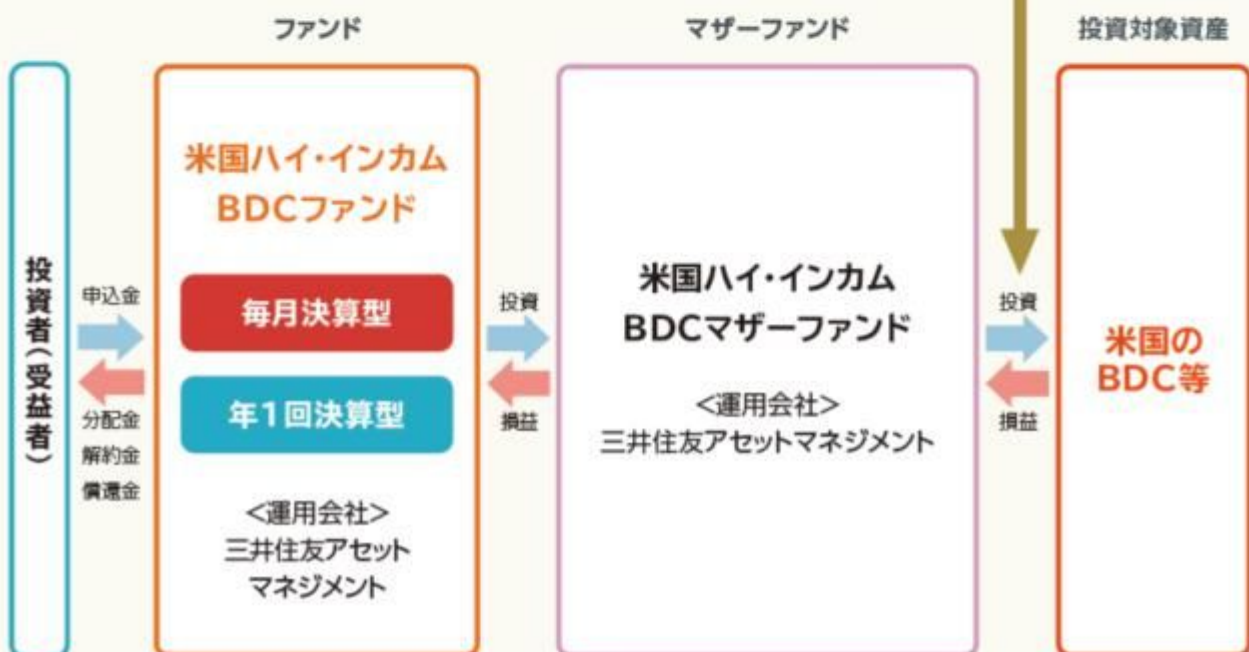 ファンド
マザーファンド
投資対象資産
投資者(受益者)
申込金
分配金
解約金
償還金
米国ハイ・インカム
BDCファンド
毎月決算型
年1回決算型
<運用会社>
三井住友アセット
マネジメント
投資
損益
米国ハイ・インカム
BDCマザーファンド
<運用会社>
三井住友アセットマネジメント
投資
損益
米国の
BDC等